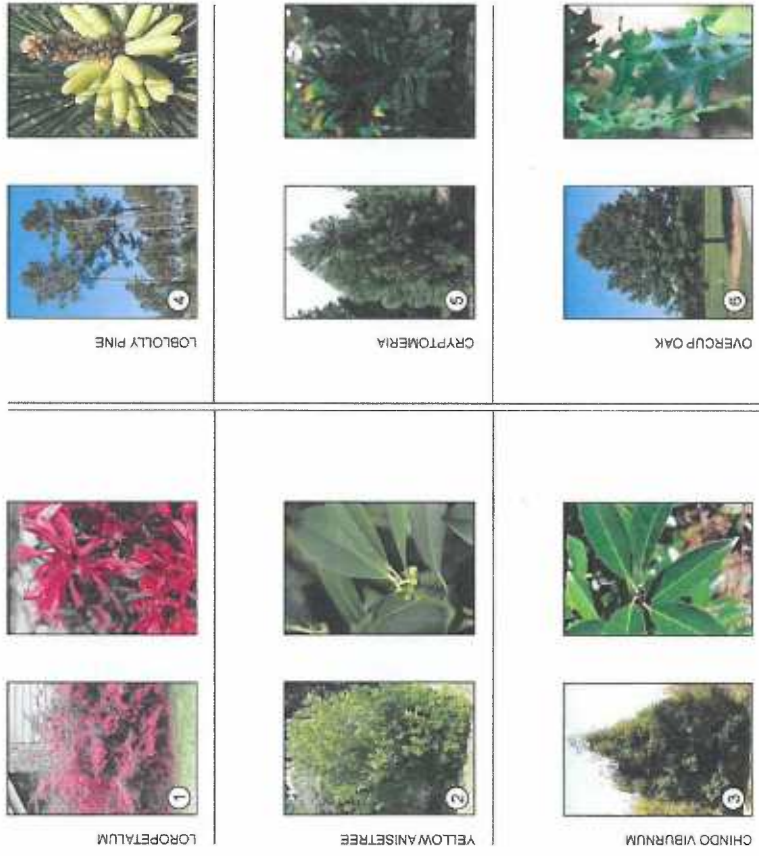 LOROPETALUM
1
YELLOW ANISETREE
2
CHINDO VIBURNUM
3
LOBLOLLY PINE
4
CRYPTOMERIA
5
OVERCUP OAK
6